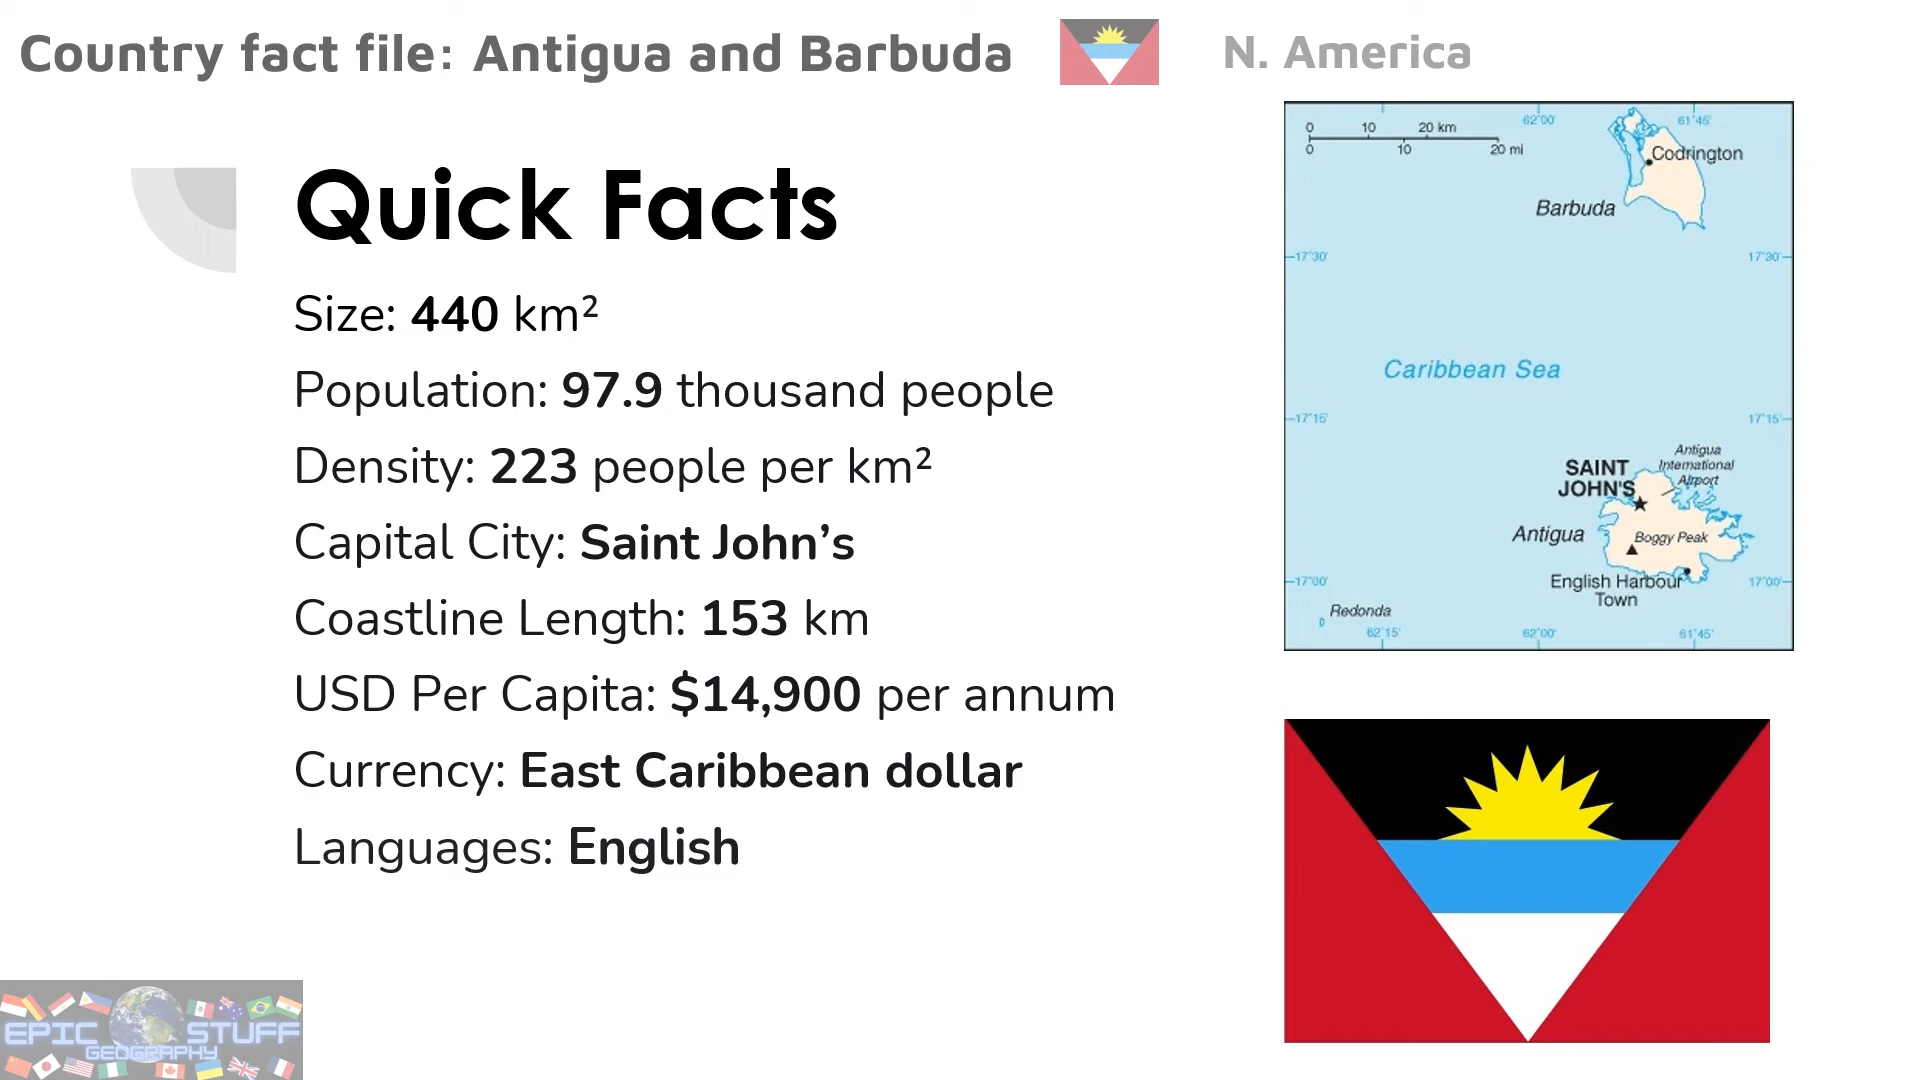 Country fact file: Antigua and Barbuda
N. America
Quick Facts
Size: 440 km²
Population: 97.9 thousand people
Density: 223 people per km²
Capital City: Saint John’s
Coastline Length: 153 km
USD Per Capita: $14,900 per annum
Currency: East Caribbean dollar
Languages: English
0 10 20 km
0 10 20 mi
62°00' 61°45'
Codrington
Barbuda
17°30' 17°30'
Caribbean Sea
17°15' 17°15'
Antigua
International
Airport
SAINT
JOHN'S
Antigua
Boggy Peak
English Harbour
Town
17°00' 17°00'
Redonda
62°15' 62°00' 61°45'
EPIC STUFF
GEOGRAPHY